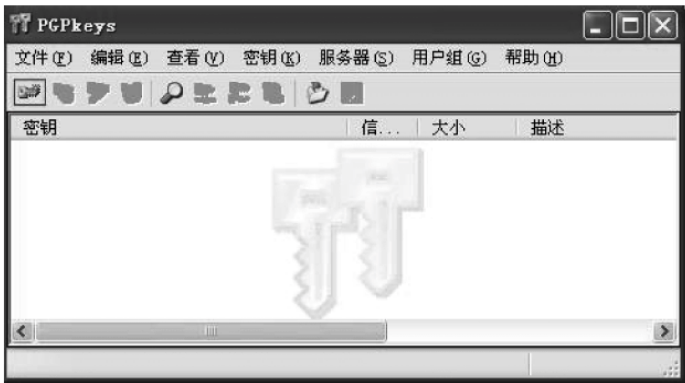 PGPkeys
文件(F) 编辑(E) 查看(V) 密钥(K) 服务器(S) 用户组(G) 帮助(H)
密钥 信... 大小 描述